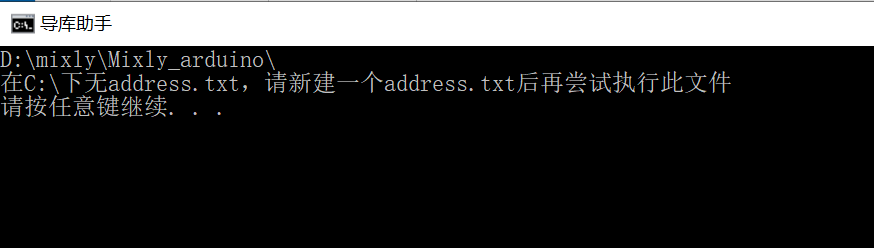 导库助手
D:\mixly\Mixly_arduino\
在C:\下无address.txt，请新建一个address.txt后再尝试执行此文件
请按任意键继续. . .